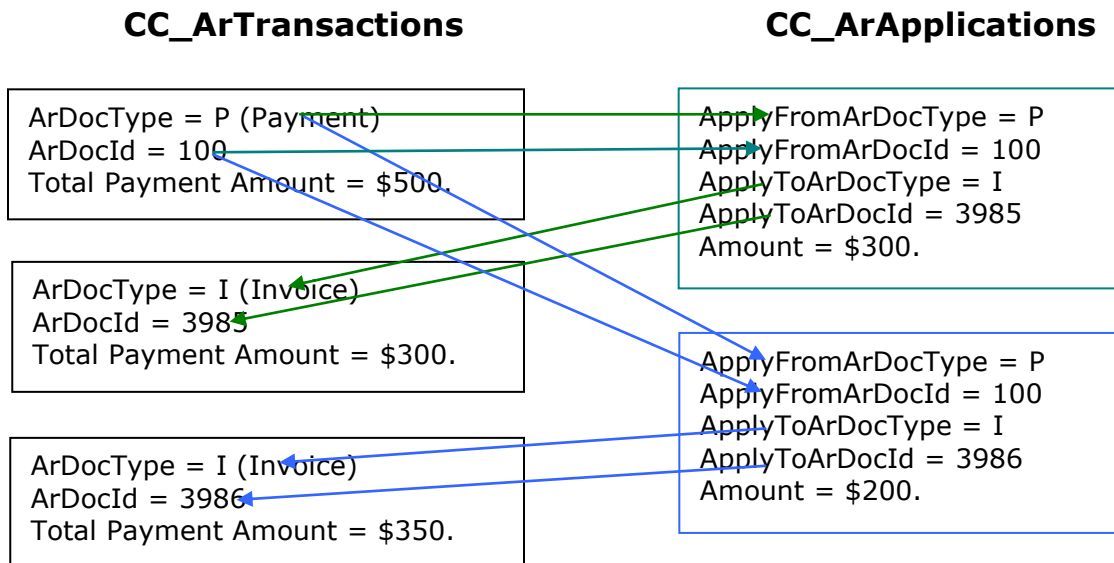 CC_ArTransactions
ArDocType = P (Payment)
ArDocId = 100
Total Payment Amount = $500.
ArDocType = I (Invoice)
ArDocId = 3985
Total Payment Amount = $300.
ArDocType = I (Invoice)
ArDocId = 3986
Total Payment Amount = $350.
CC_ArApplications
ApplyFromArDocType = P
ApplyFromArDocId = 100
ApplyToArDocType = I
ApplyToArDocId = 3985
Amount = $300.
ApplyFromArDocType = P
ApplyFromArDocId = 100
ApplyToArDocType = I
ApplyToArDocId = 3986
Amount = $200.